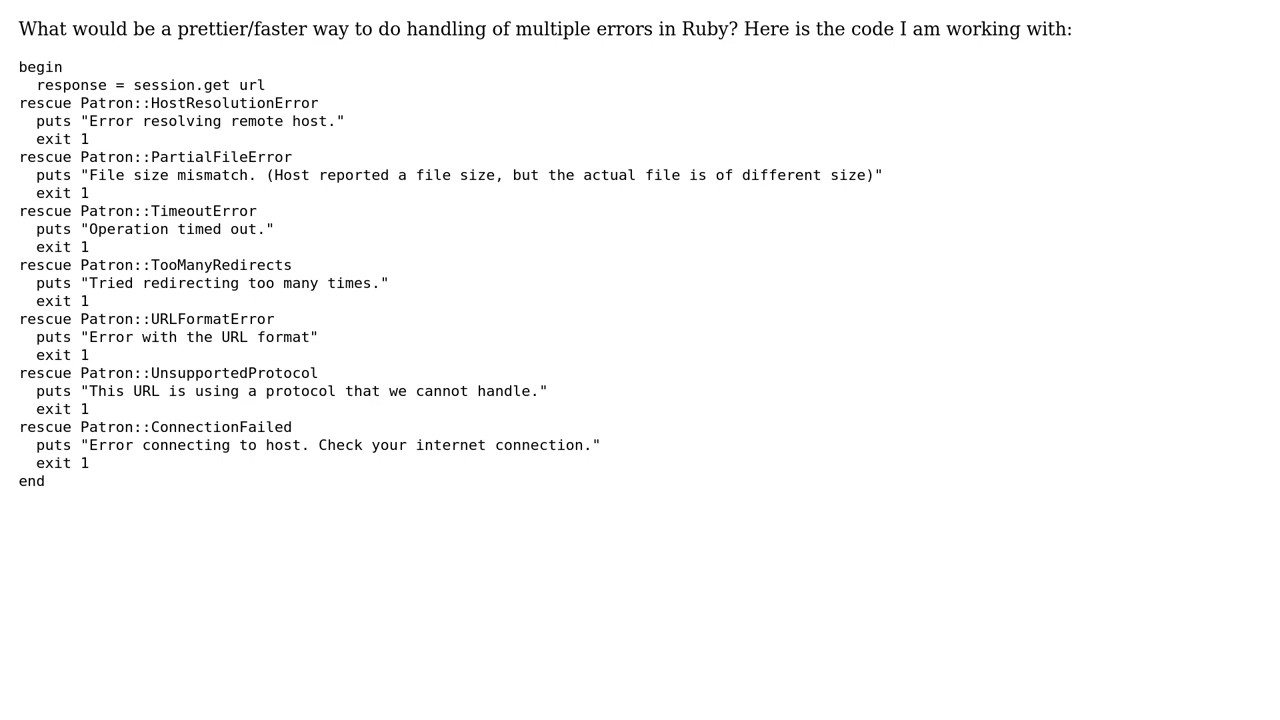 What would be a prettier/faster way to do handling of multiple errors in Ruby? Here is the code I am working with:
begin
  response = session.get url
rescue Patron::HostResolutionError
  puts "Error resolving remote host."
  exit 1
rescue Patron::PartialFileError
  puts "File size mismatch. (Host reported a file size, but the actual file is of different size)"
  exit 1
rescue Patron::TimeoutError
  puts "Operation timed out."
  exit 1
rescue Patron::TooManyRedirects
  puts "Tried redirecting too many times."
  exit 1
rescue Patron::URLFormatError
  puts "Error with the URL format"
  exit 1
rescue Patron::UnsupportedProtocol
  puts "This URL is using a protocol that we cannot handle."
  exit 1
rescue Patron::ConnectionFailed
  puts "Error connecting to host. Check your internet connection."
  exit 1
end